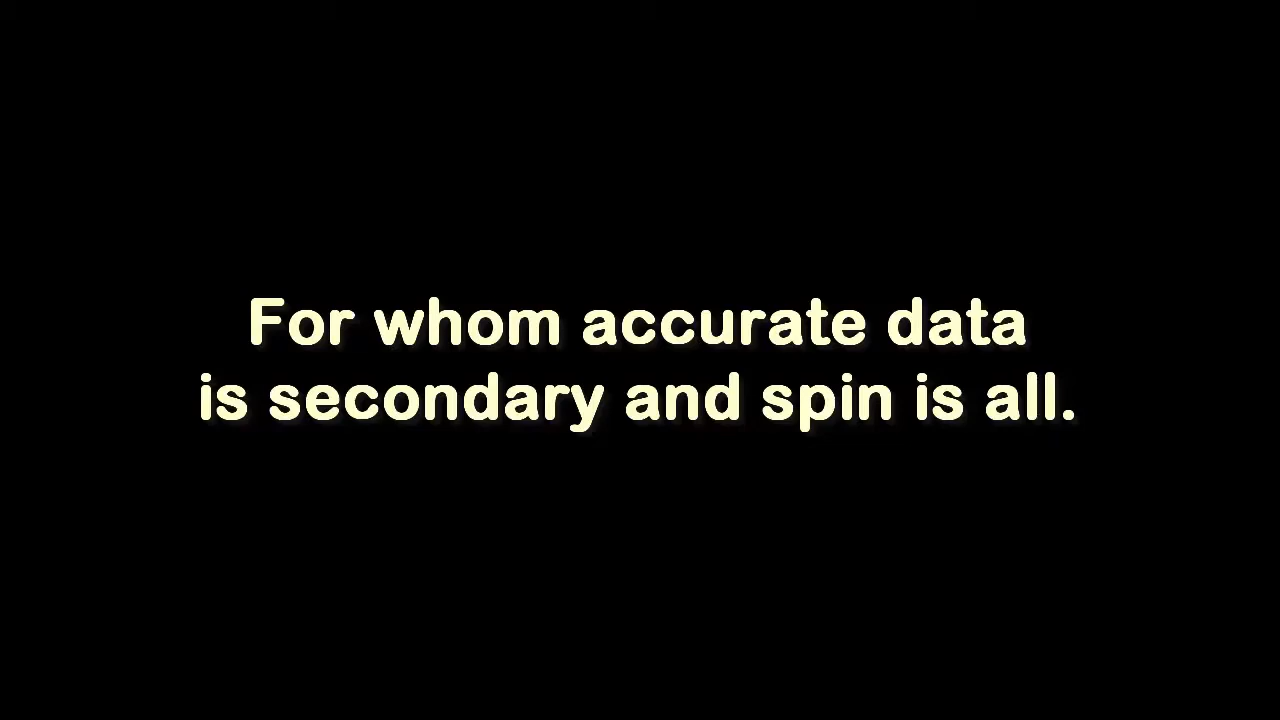 For whom accurate data
is secondary and spin is all.